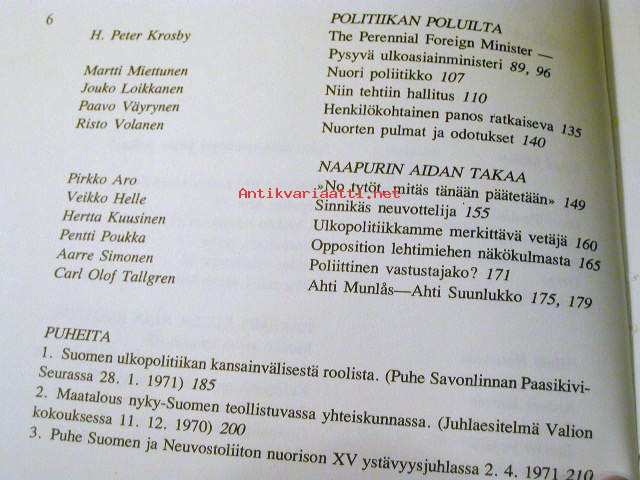 6
POLITIIKAN POLUILTA
H. Peter Krosby The Perennial Foreign Minister —
Pysyvä ulkoasiainministeri 89, 96
Martti Miettunen Nuori poliitikko 107
Jouko Loikkanen Niin tehtiin hallitus 110
Paavo Väyrynen Henkilökohtainen panos ratkaiseva 135
Risto Volanen Nuorten pulmat ja odotukset 140
NAAPURIN AIDAN TAKAA
Pirkko Aro »No tytöt, mitäs tänään päätetään» 149
Veikko Helle Sinnikäs neuvottelija 155
Hertta Kuusinen Ulkopolitiikkamme merkittävä vetäjä 160
Pentti Poukka Opposition lehtimiehen näkökulmasta 165
Aarre Simonen Poliittinen vastustajako? 171
Carl Olof Tallgren Ahti Munlås—Ahti Suunlukko 175, 179
Antikvariaatti.net
PUHEITA
1. Suomen ulkopolitiikan kansainvälisestä roolista. (Puhe Savonlinnan Paasikivi-
Seurassa 28. 1. 1971) 185
2. Maatalous nyky-Suomen teollistuvassa yhteiskunnassa. (Juhlaesitelmä Valion
kokouksessa 11. 12. 1970) 200
3. Puhe Suomen ja Neuvostoliiton nuorison XV ystävyysjuhlassa 2. 4. 1971 210